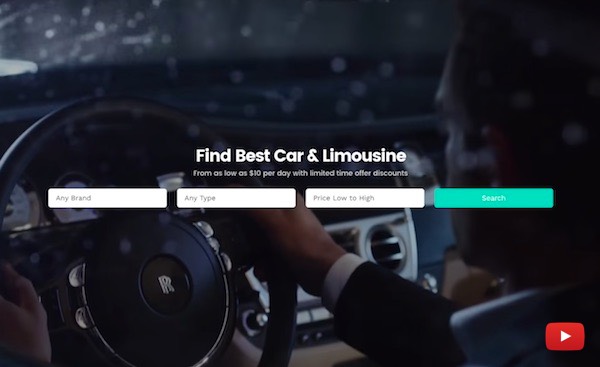 Find Best Car & Limousine
From as low as $10 per day with limited time offer discounts
Any Brand
Any Type
Price Low to High
Search
RR